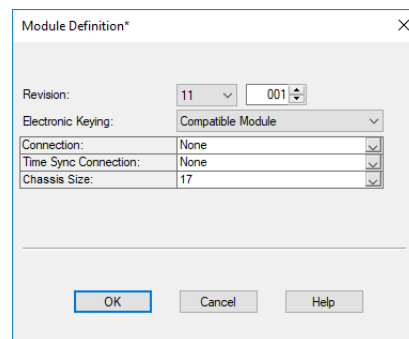 Module Definition*
Revision: 11 001
Electronic Keying: Compatible Module
Connection: None
Time Sync Connection: None
Chassis Size: 17
OK Cancel Help